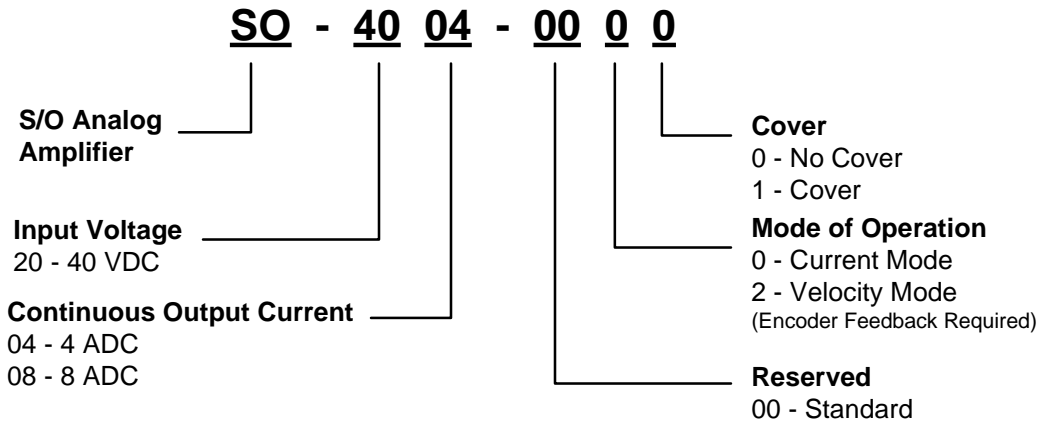 SO - 40 04 - 00 0 0
S/O Analog
Amplifier
Input Voltage
20 - 40 VDC
Continuous Output Current
04 - 4 ADC
08 - 8 ADC
Cover
0 - No Cover
1 - Cover
Mode of Operation
0 - Current Mode
2 - Velocity Mode
(Encoder Feedback Required)
Reserved
00 - Standard